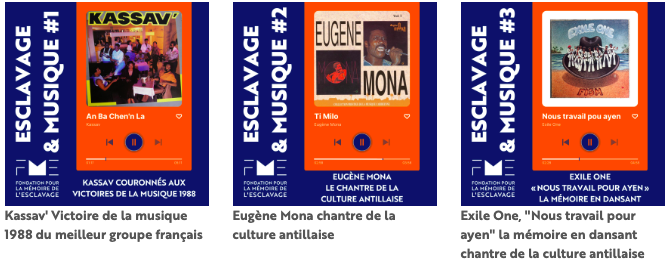 ESCLAVAGE
& MUSIQUE #1
KASSAV'
An Ba Chen'n La
Kassav
FONDATION POUR
LA MÉMOIRE DE
L'ESCLAVAGE
KASSAV COURONNÉS AUX
VICTOIRES DE LA MUSIQUE 1988
Kassav' Victoire de la musique
1988 du meilleur groupe français
ESCLAVAGE
& MUSIQUE #2
EUGENE
MONA
Ti Milo
Eugène Mona
FONDATION POUR
LA MÉMOIRE DE
L'ESCLAVAGE
EUGÈNE MONA
LE CHANTRE DE LA
CULTURE ANTILLAISE
Eugène Mona chantre de la
culture antillaise
ESCLAVAGE
& MUSIQUE #3
EXILE ONE
Nous travail pou ayen
Exile One
FONDATION POUR
LA MÉMOIRE DE
L'ESCLAVAGE
EXILE ONE
« NOUS TRAVAIL POUR AYEN »
LA MÉMOIRE EN DANSANT
Exile One, "Nous travail pour
ayen" la mémoire en dansant
chantre de la culture antillaise